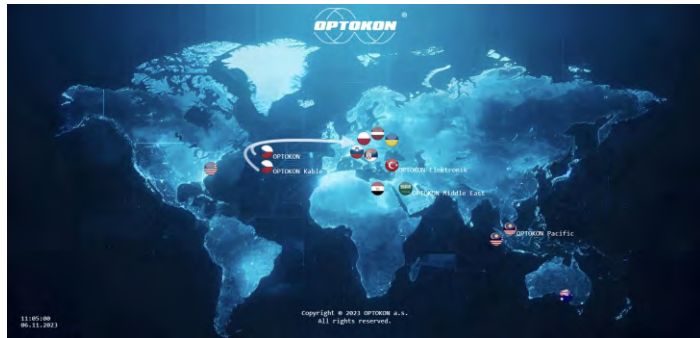 OPTOKON®
OPTOKON
OPTOKON Kable
OPTOKON Elektronik
OPTOKON Middle East
OPTOKON Pacific
11:05:00
06.11.2023
Copyright © 2023 OPTOKON a.s.
All rights reserved.